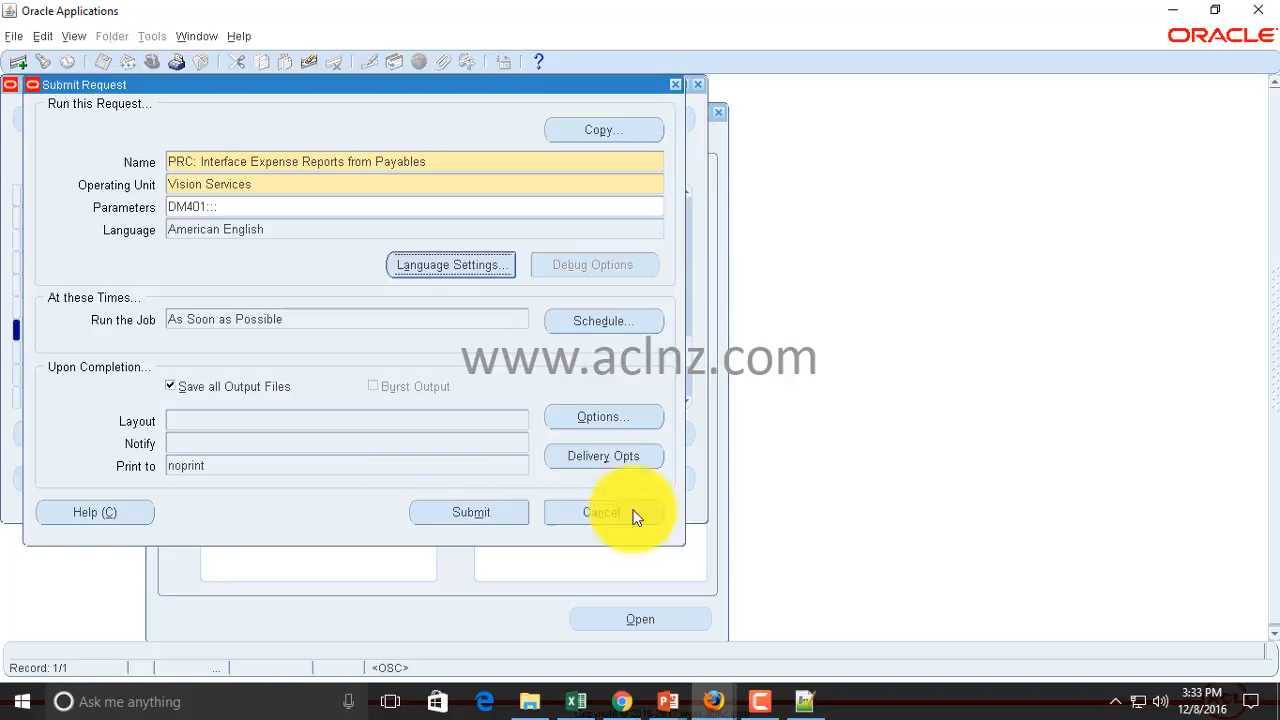 Oracle Applications
File Edit View Folder Tools Window Help
ORACLE
Submit Request
Run this Request...
Copy...
Name PRC: Interface Expense Reports from Payables
Operating Unit Vision Services
Parameters DM401:::
Language American English
Language Settings... Debug Options
At these Times...
Run the Job As Soon as Possible Schedule...
www.aclnz.com
Upon Completion...
Save all Output Files Burst Output
Layout Options...
Notify
Delivery Opts
Print to noprint
Help (C) Submit Cancel
Open
Record: 1/1 ... <OSC>
Ask me anything
3:33 PM
12/8/2016